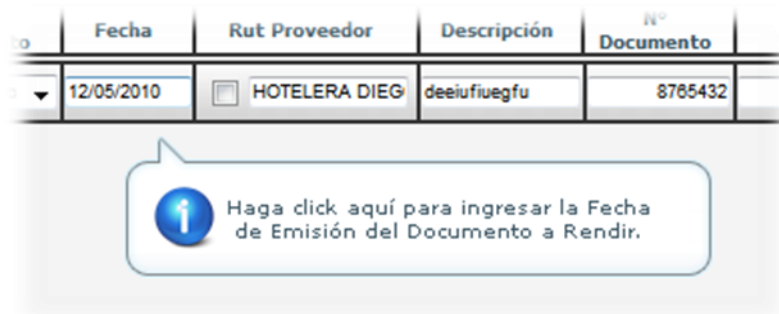 to Fecha Rut Proveedor Descripción N° Documento
12/05/2010 HOTELERA DIEG deeiufiuegfu 8765432
Haga click aquí para ingresar la Fecha
de Emisión del Documento a Rendir.